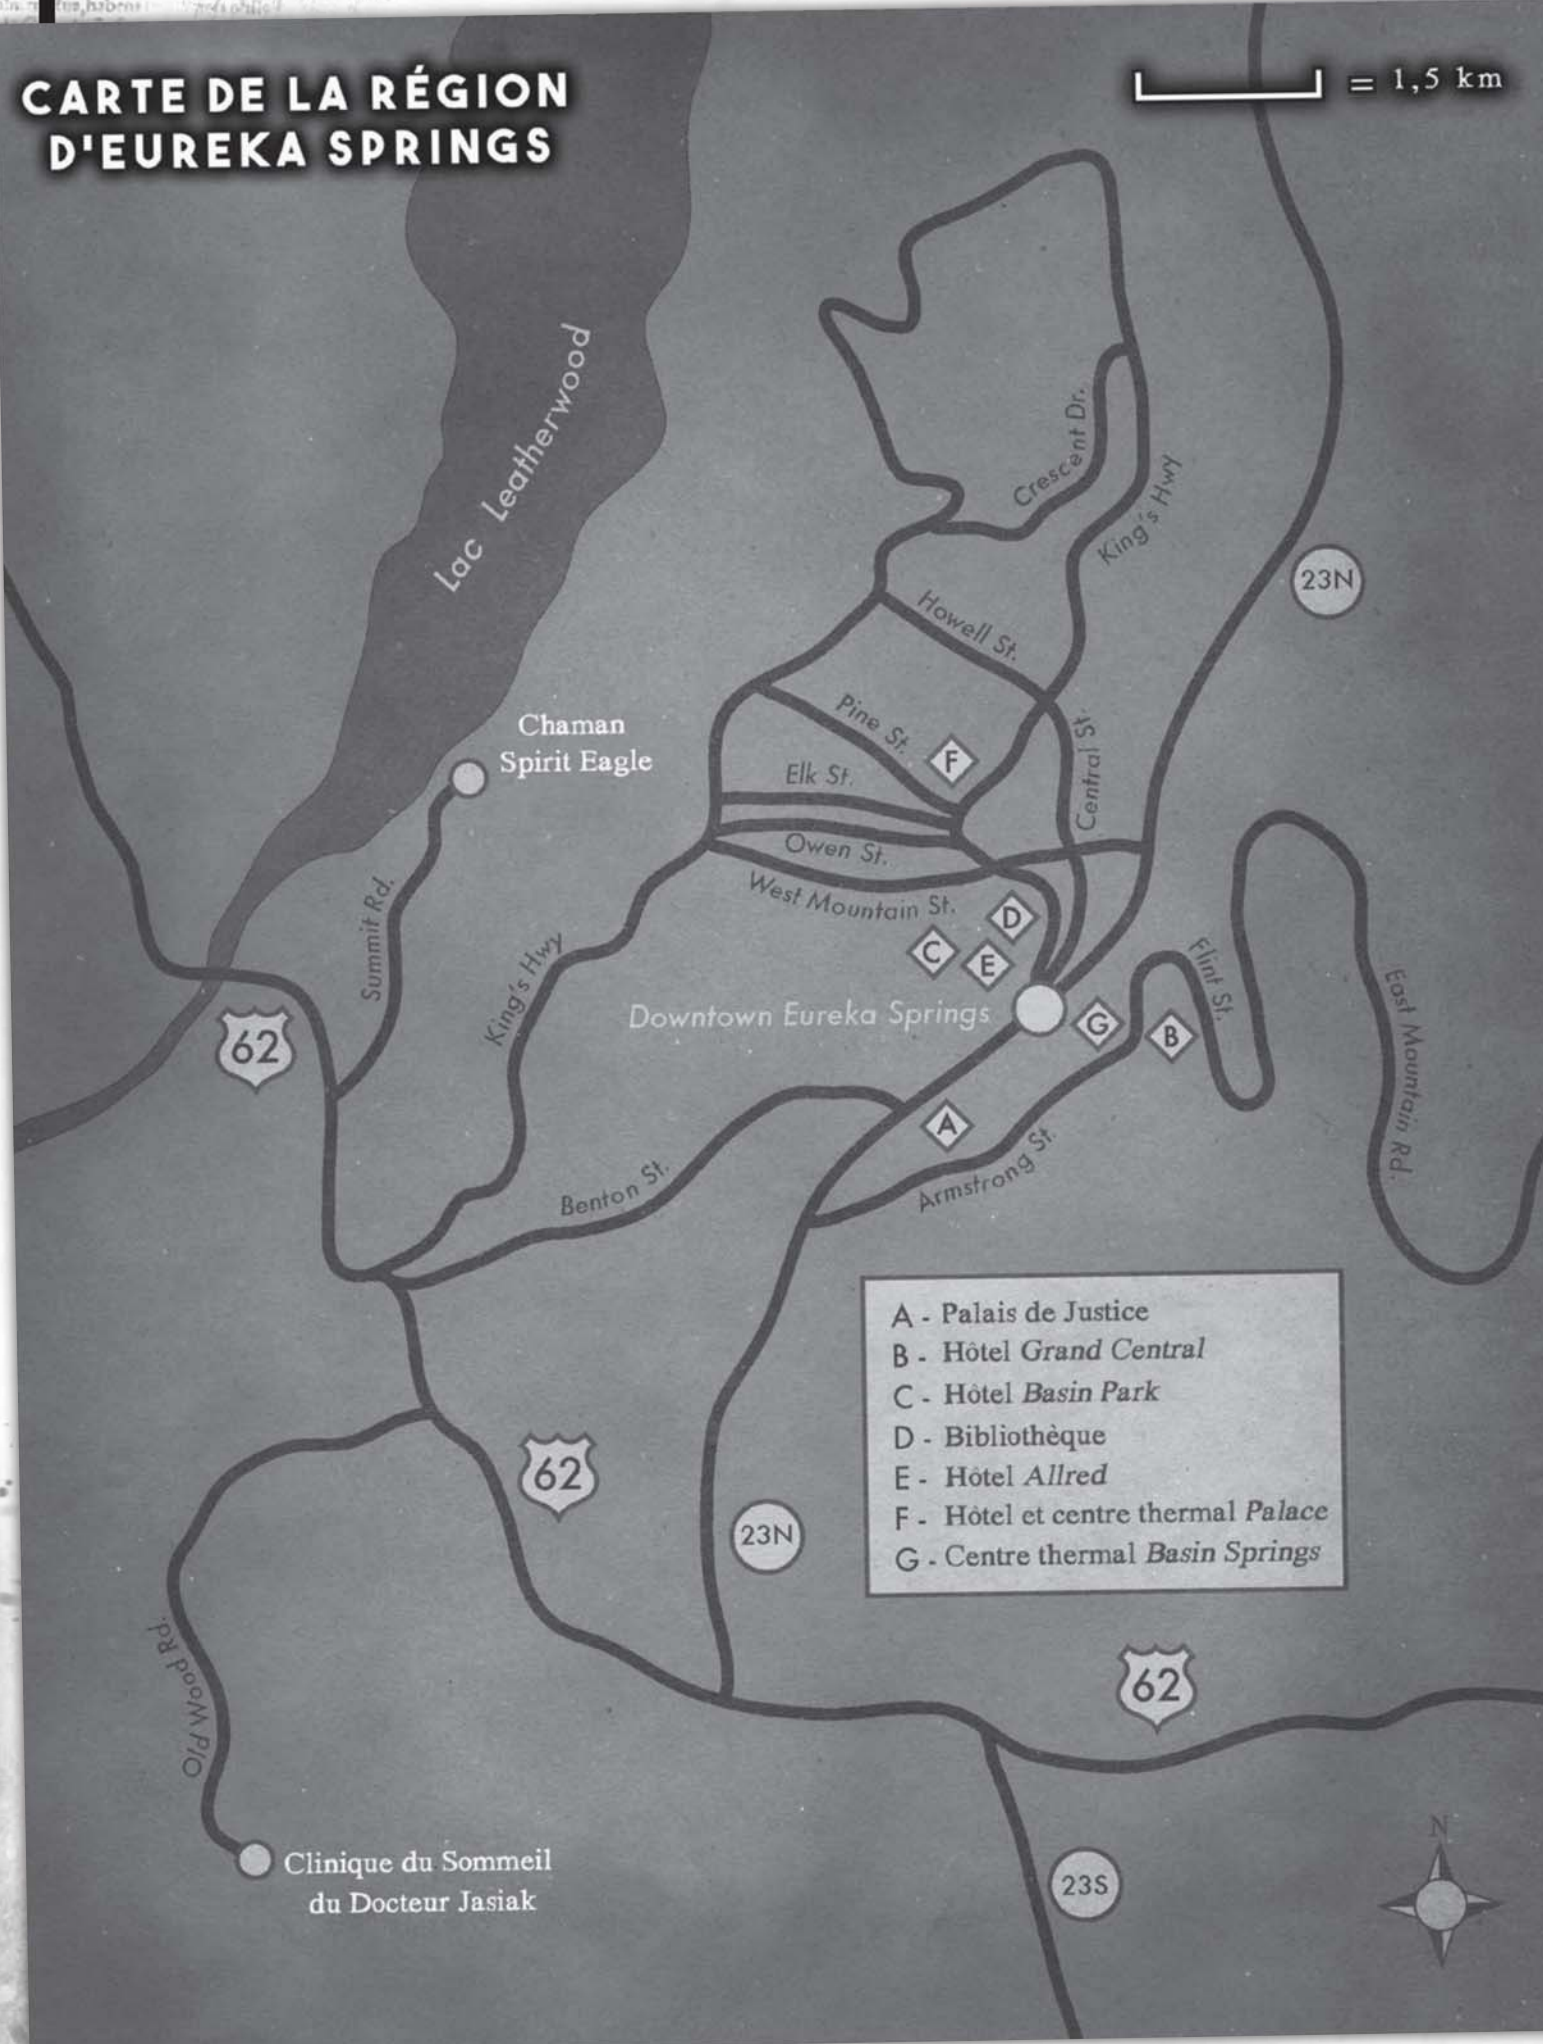 CARTE DE LA RÉGION
D'EUREKA SPRINGS
= 1,5 km
Lac Leatherwood
Crescent Dr.
King's Hwy
23N
Howell St.
Pine St.
Central St.
F
Chaman
Spirit Eagle
Elk St.
Owen St.
West Mountain St.
D
C
E
Summit Rd.
King's Hwy
Flint St.
East Mountain Rd.
Downtown Eureka Springs
G
B
62
A
Benton St.
Armstrong St.
A - Palais de Justice
B - Hôtel Grand Central
C - Hôtel Basin Park
D - Bibliothèque
E - Hôtel Allred
F - Hôtel et centre thermal Palace
G - Centre thermal Basin Springs
62
23N
Old Wood Rd.
62
N
Clinique du Sommeil
du Docteur Jasiak
23S